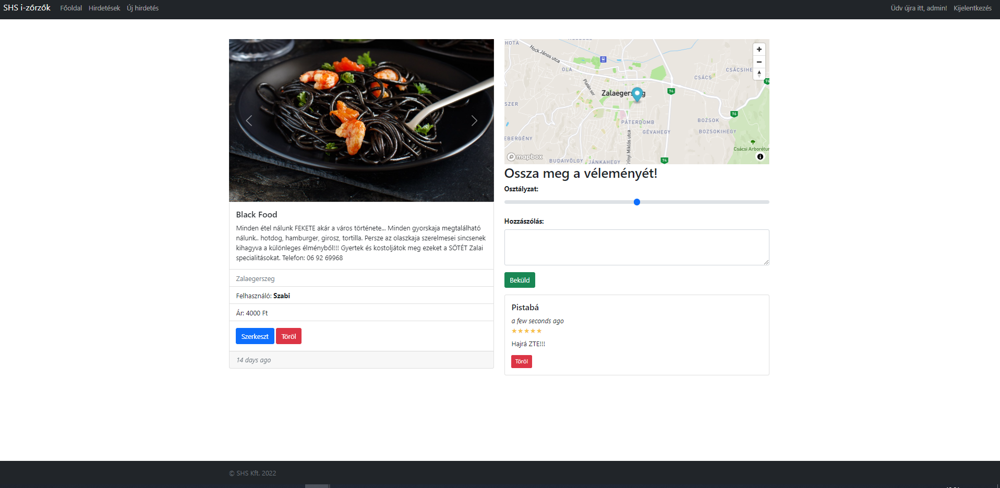 SHS i-zőrzők Főoldal Hirdetések Új hirdetés Üdv újra itt, admin! Kijelentkezés
HOTA
Hock János utca
OLA
CSÁCS
Platán sor
76
74
Zalaegerszeg
SZER
76
PÁTERDOMB
BOZSOK
GÉVAHEGY
BOZSOKIHEGY
EBERGÉNY
Csácsi Arborétum
mapbox
BUDAIVÖLGY
JÁNKAHEGY
74
Black Food
Minden étel nálunk FEKETE akár a város története... Minden gyorskaja megtalálható
nálunk.. hotdog, hamburger, girosz, tortilla. Persze az olaszkaja szerelmesei sincsenek
kihagyva a különleges élményből!!! Gyertek és kostoljátok meg ezeket a SÖTÉT Zalai
specialitásokat. Telefon: 06 92 69968
Zalaegerszeg
Felhasználó: Szabi
Ár: 4000 Ft
Szerkeszt Töröl
14 days ago
Ossza meg a véleményét!
Osztályzat:
Hozzászólás:
Beküld
Pistabá
a few seconds ago
★★★★★
Hajrá ZTE!!!
Töröl
© SHS Kft. 2022